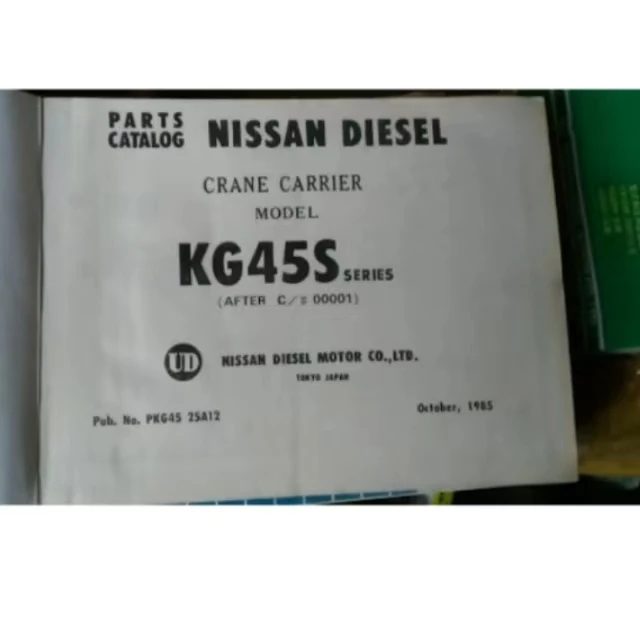 PARTS
CATALOG NISSAN DIESEL
CRANE CARRIER
MODEL
KG45S SERIES
(AFTER C/# 00001)
UD NISSAN DIESEL MOTOR CO.,LTD.
TOKYO JAPAN
Pub. No. PKG45 25A12
October, 1985